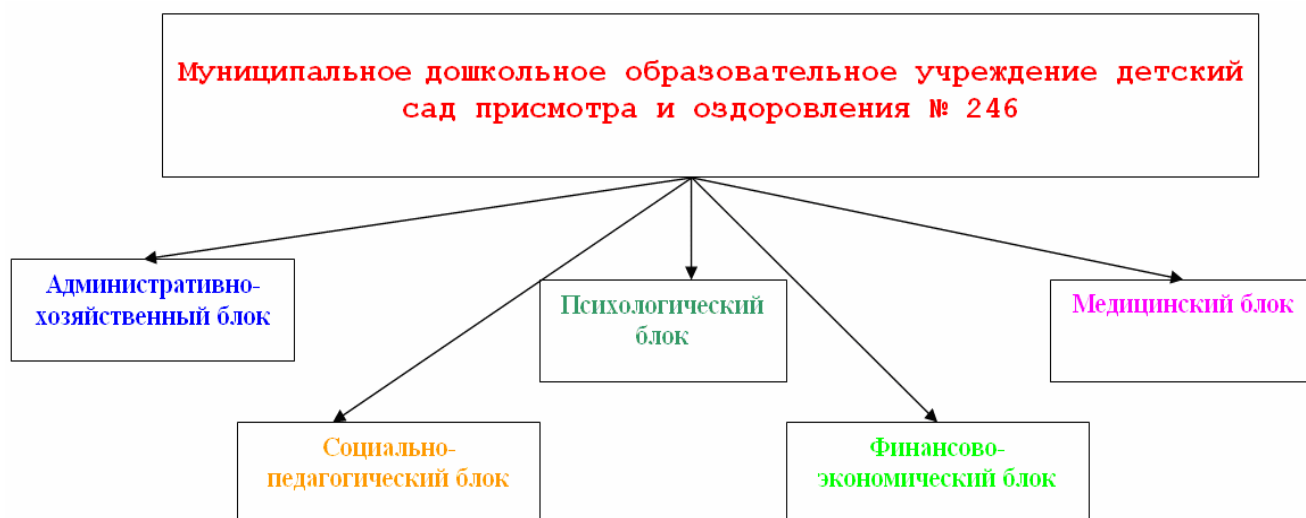 Муниципальное дошкольное образовательное учреждение детский
сад присмотра и оздоровления № 246
Административно-
хозяйственный блок
Психологический
блок
Медицинский блок
Социально-
педагогический блок
Финансово-
экономический блок